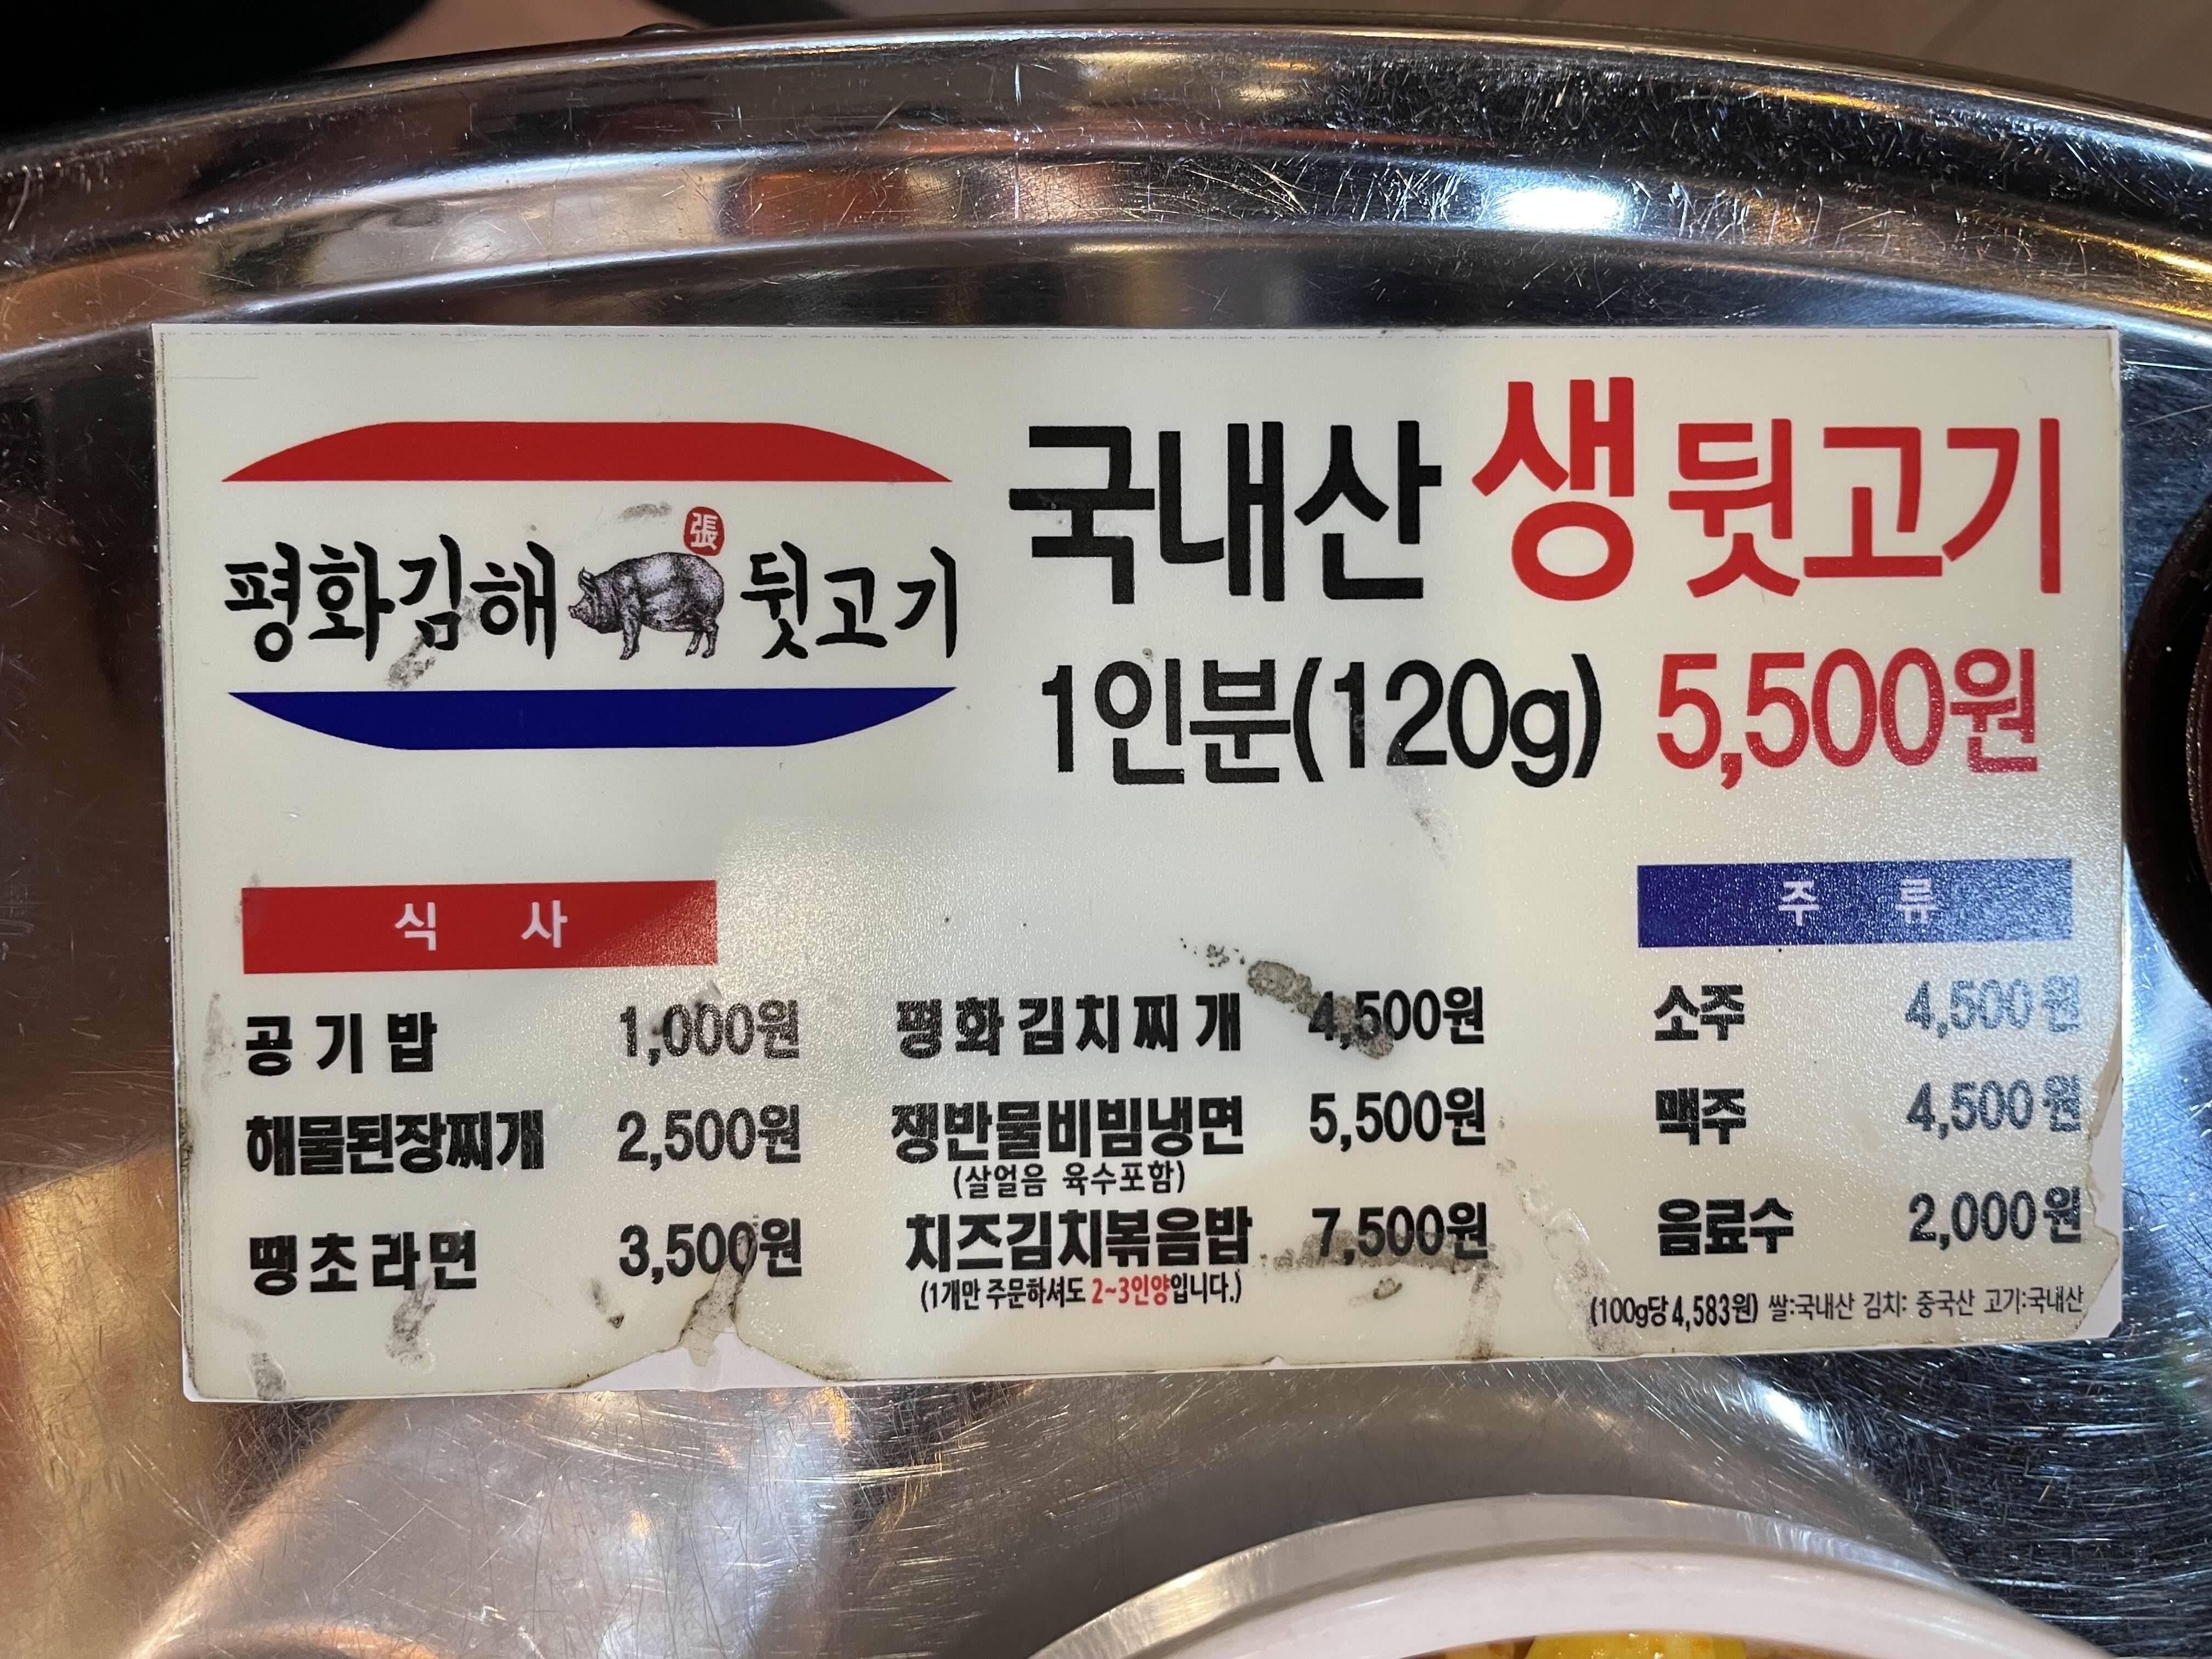 평화김해 張 뒷고기
국내산 생뒷고기
1인분(120g) 5,500원
식 사
공기밥 1,000원
해물된장찌개 2,500원
땡초라면 3,500원
평화김치찌개 4,500원
쟁반물비빔냉면 5,500원
(살얼음 육수포함)
치즈김치볶음밥 7,500원
(1개만 주문하셔도 2~3인양입니다.)
주 류
소주 4,500원
맥주 4,500원
음료수 2,000원
(100g당 4,583원) 쌀:국내산 김치: 중국산 고기:국내산